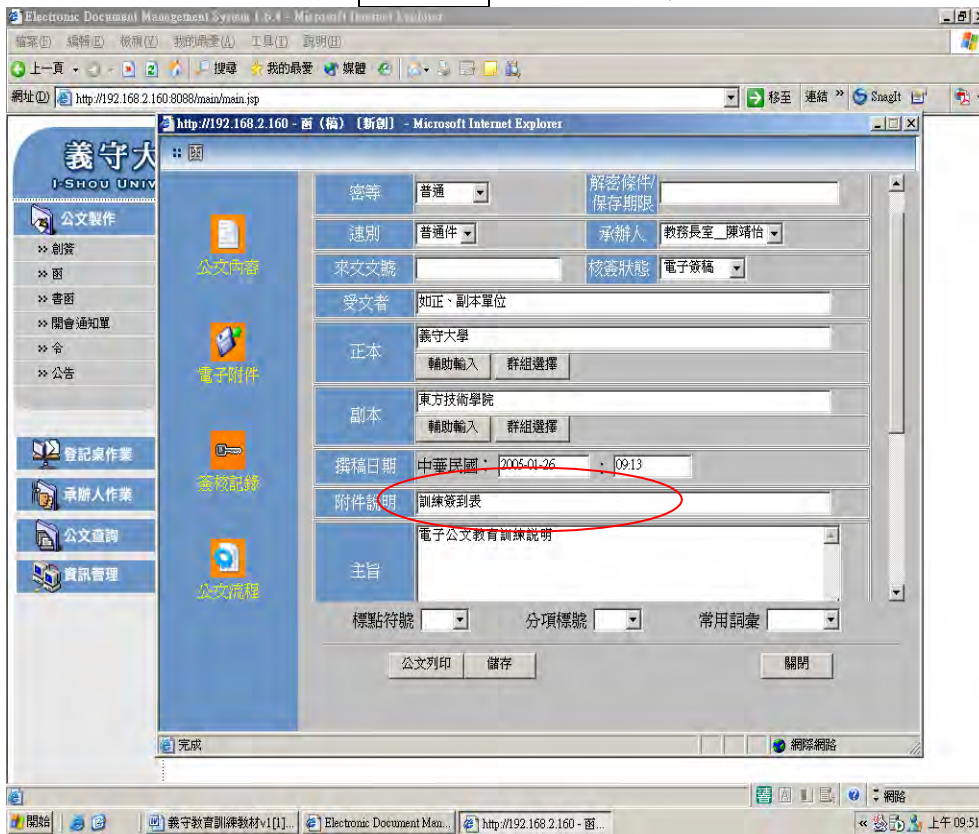 Electronic Document Management System 1.6.4 - Microsoft Internet Explorer
檔案(F) 編輯(E) 檢視(V) 我的最愛(A) 工具(T) 說明(H)
上一頁 搜尋 我的最愛 媒體
網址(D) http://192.168.2.160:8088/main/main.jsp 移至 連結 » SnagIt
http://192.168.2.160 - 函 (稿) 〔新創〕 - Microsoft Internet Explorer
:: 函
義守大
I-SHOU UNIV
公文製作
>> 創簽
>> 函
>> 書函
>> 開會通知單
>> 令
>> 公告
登記桌作業
承辦人作業
公文查詢
資訊管理
公文內容
電子附件
簽核記錄
公文流程
密等 普通 解密條件/保存期限
速別 普通件 承辦人 教務長室__陳靖怡
來文文號 核簽狀態 電子簽稿
受文者 如正、副本單位
正本 義守大學
輔助輸入 群組選擇
副本 東方技術學院
輔助輸入 群組選擇
撰稿日期 中華民國： 2005-01-26 ： 09:13
附件說明 訓練簽到表
主旨 電子公文教育訓練說明
標點符號 分項標號 常用詞彙
公文列印 儲存 關閉
完成 網際網路
網路
開始 義守教育訓練教材v1[1]... Electronic Document Man... http://192.168.2.160 - 函... « 上午 09:51